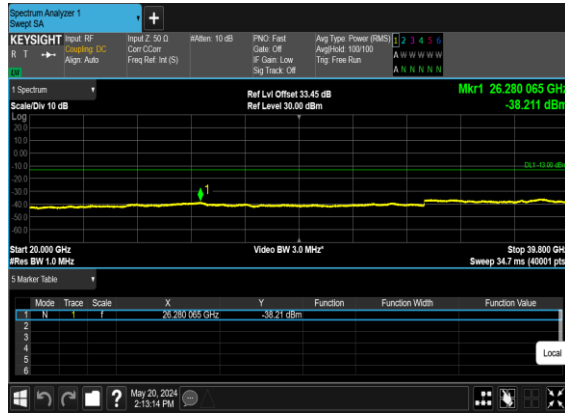 Spectrum Analyzer 1
Swept SA
+
KEYSIGHT
R T
LW
Input: RF
Coupling: DC
Align: Auto
Input Z: 50 Ω
Corr CCorr
Freq Ref: Int (S)
#Atten: 10 dB
PNO: Fast
Gate: Off
IF Gain: Low
Sig Track: Off
Avg Type: Power (RMS)
Avg|Hold: 100/100
Trig: Free Run
1 2 3 4 5 6
A W W W W W
A N N N N N
1 Spectrum
Scale/Div 10 dB
Ref Lvl Offset 33.45 dB
Ref Level 30.00 dBm
Mkr1 26.280 065 GHz
-38.211 dBm
Log
20.0
10.0
0.00
-10.0
-20.0
-30.0
-40.0
-50.0
-60.0
DL1 -13.00 dBm
1
Start 20.000 GHz
#Res BW 1.0 MHz
Video BW 3.0 MHz*
Stop 39.800 GHz
Sweep 34.7 ms (40001 pts
5 Marker Table
Mode Trace Scale X Y Function Function Width Function Value
1 N 1 f 26.280 065 GHz -38.21 dBm
2
3
4
5
6
Local
?
May 20, 2024
2:13:14 PM